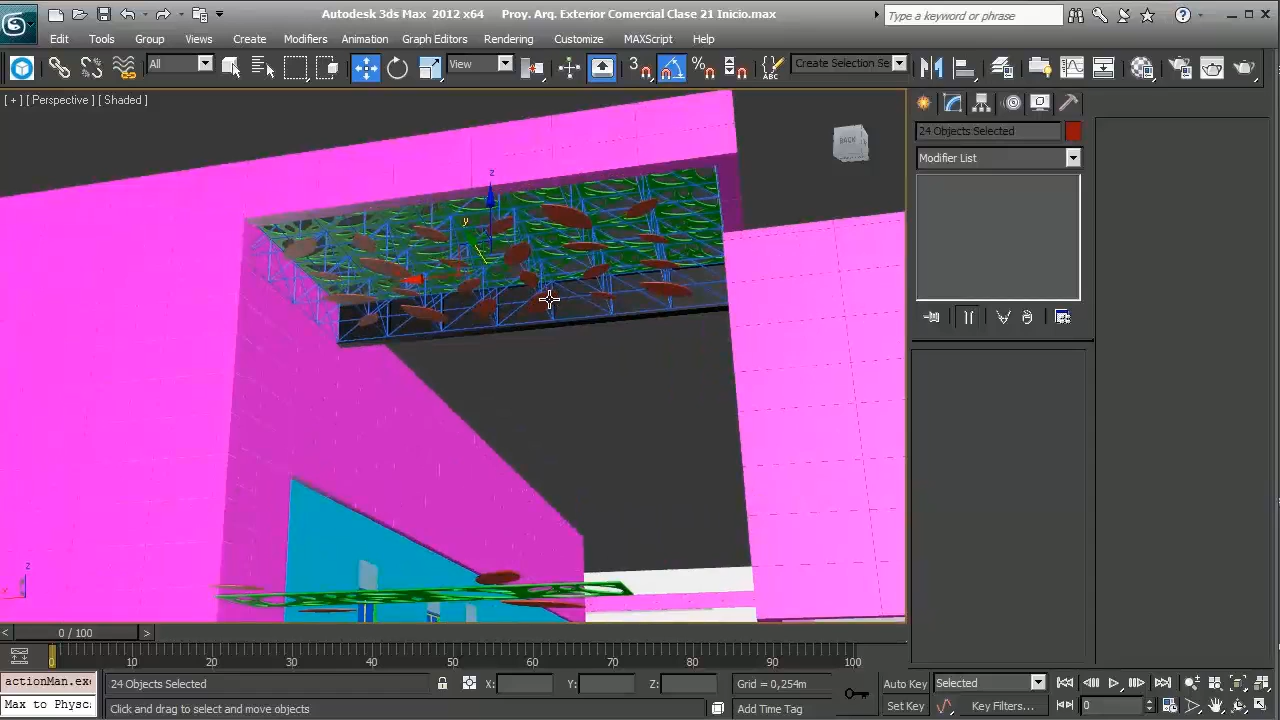 Autodesk 3ds Max 2012 x64 Proy. Arq. Exterior Comercial Clase 21 Inicio.max
Type a keyword or phrase
Edit Tools Group Views Create Modifiers Animation Graph Editors Rendering Customize MAXScript Help
All View 3 Create Selection Se
[ + ] [ Perspective ] [ Shaded ]
BACK
24 Objects Selected
Modifier List
z
y
z
x
< 0 / 100 >
0 10 20 30 40 50 60 70 80 90 100
actionMan.exe 24 Objects Selected X: Y: Z: Grid = 0,254m Auto Key Selected
Max to Physc Click and drag to select and move objects Add Time Tag Set Key Key Filters... 0